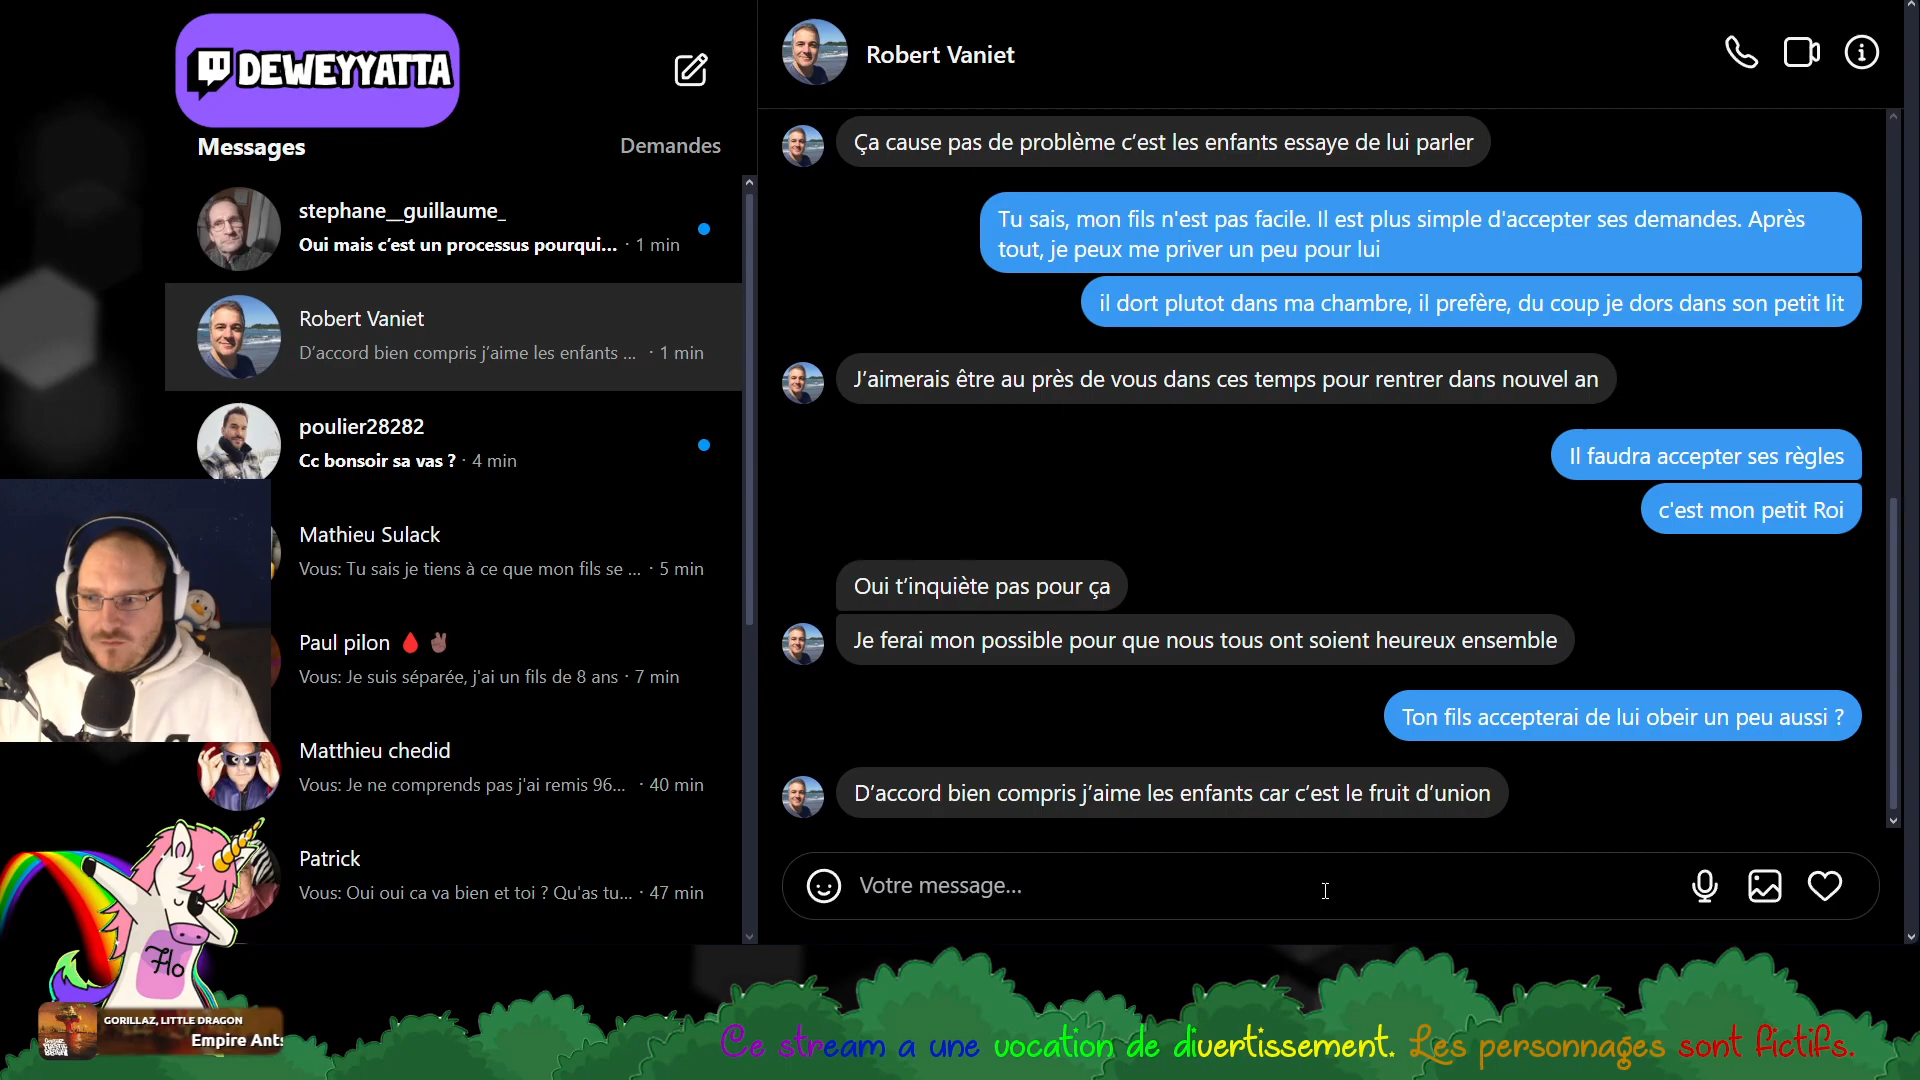 DEWEYYATTA
Messages
Demandes
stephane__guillaume_
Oui mais c’est un processus pourqui... · 1 min
Robert Vaniet
D’accord bien compris j’aime les enfants ... · 1 min
poulier28282
Cc bonsoir sa vas ? · 4 min
Mathieu Sulack
Vous: Tu sais je tiens à ce que mon fils se ... · 5 min
Paul pilon 🩸 ✌🏿
Vous: Je suis séparée, j'ai un fils de 8 ans · 7 min
Matthieu chedid
Vous: Je ne comprends pas j'ai remis 96... · 40 min
Patrick
Vous: Oui oui ca va bien et toi ? Qu'as tu... · 47 min
Flo
GORILLAZ, LITTLE DRAGON
Empire Ants
Robert Vaniet
Ça cause pas de problème c’est les enfants essaye de lui parler
Tu sais, mon fils n'est pas facile. Il est plus simple d'accepter ses demandes. Après
tout, je peux me priver un peu pour lui
il dort plutot dans ma chambre, il prefère, du coup je dors dans son petit lit
J’aimerais être au près de vous dans ces temps pour rentrer dans nouvel an
Il faudra accepter ses règles
c'est mon petit Roi
Oui t’inquiète pas pour ça
Je ferai mon possible pour que nous tous ont soient heureux ensemble
Ton fils accepterai de lui obeir un peu aussi ?
D’accord bien compris j’aime les enfants car c’est le fruit d’union
Votre message...
Ce stream a une vocation de divertissement. Les personnages sont fictifs.